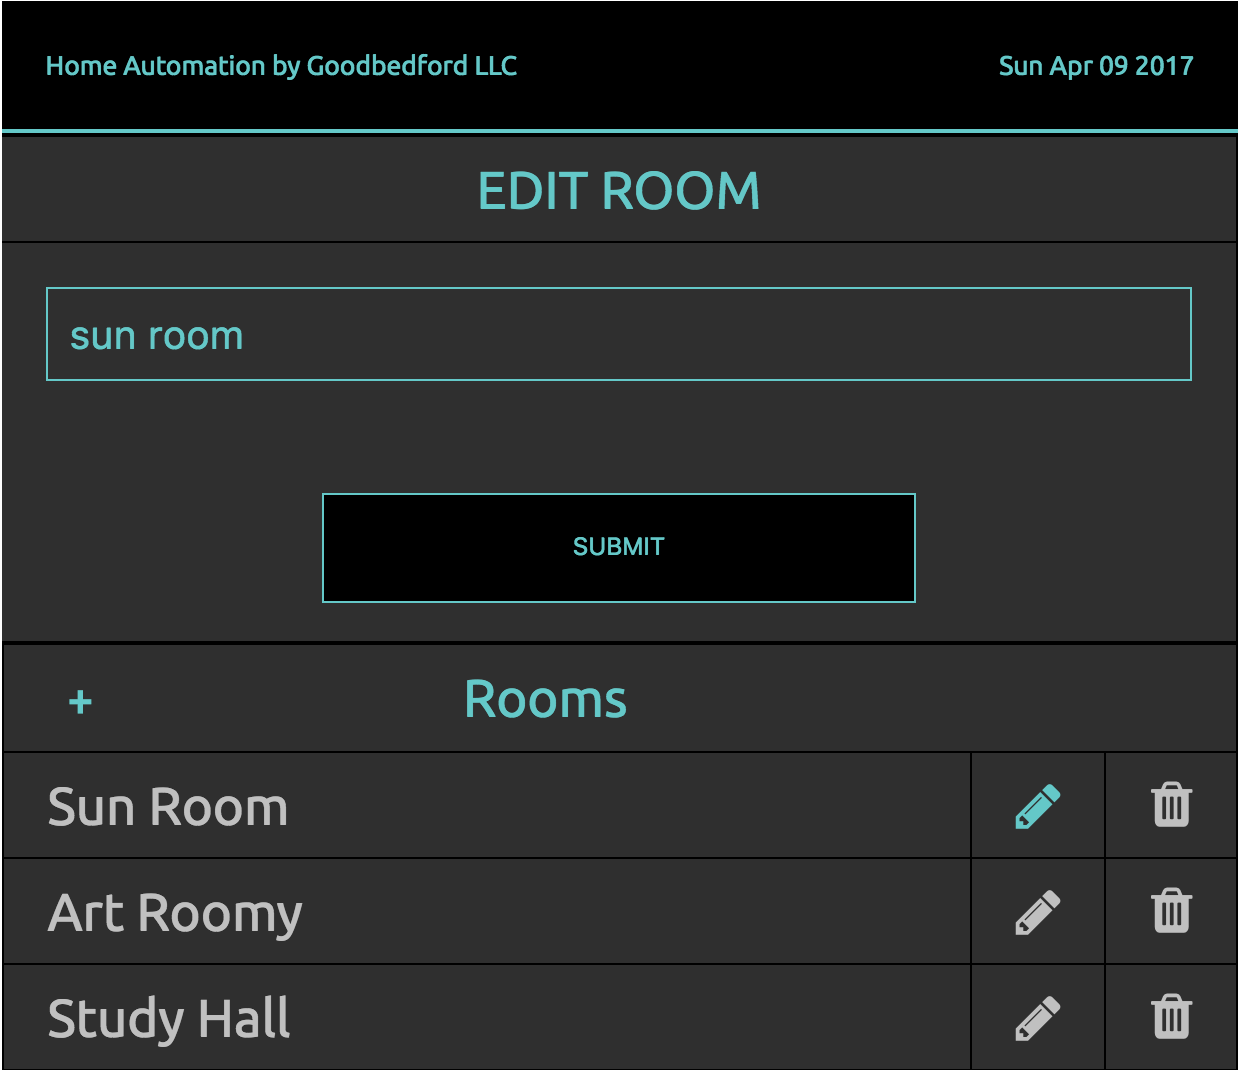 Home Automation by Goodbedford LLC Sun Apr 09 2017
EDIT ROOM
sun room
SUBMIT
+ Rooms
Sun Room
Art Roomy
Study Hall